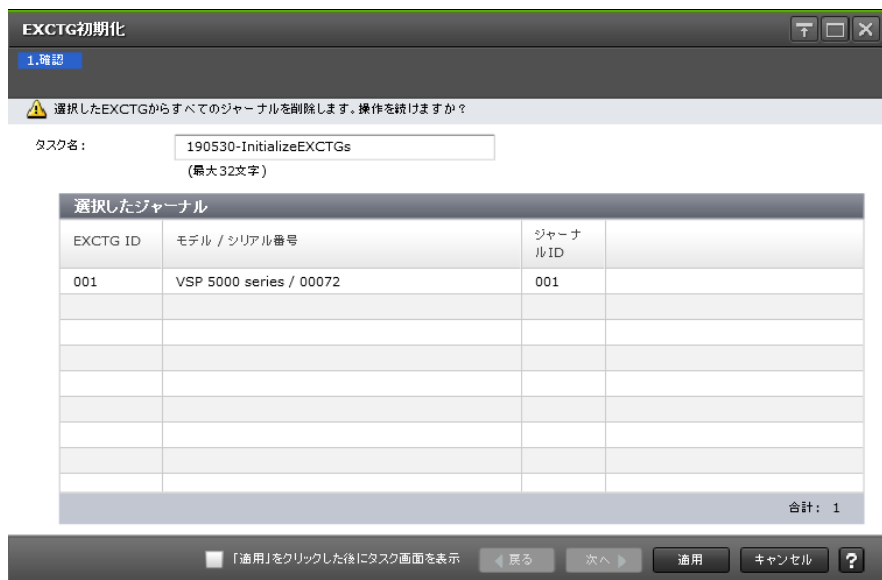 EXCTG初期化
1.確認
選択したEXCTGからすべてのジャーナルを削除します。操作を続けますか?
タスク名:
190530-InitializeEXCTGs
(最大32文字)
選択したジャーナル
EXCTG ID モデル / シリアル番号 ジャーナ
ルID
001 VSP 5000 series / 00072 001
合計: 1
「適用」をクリックした後にタスク画面を表示 戻る 次へ 適用 キャンセル ?